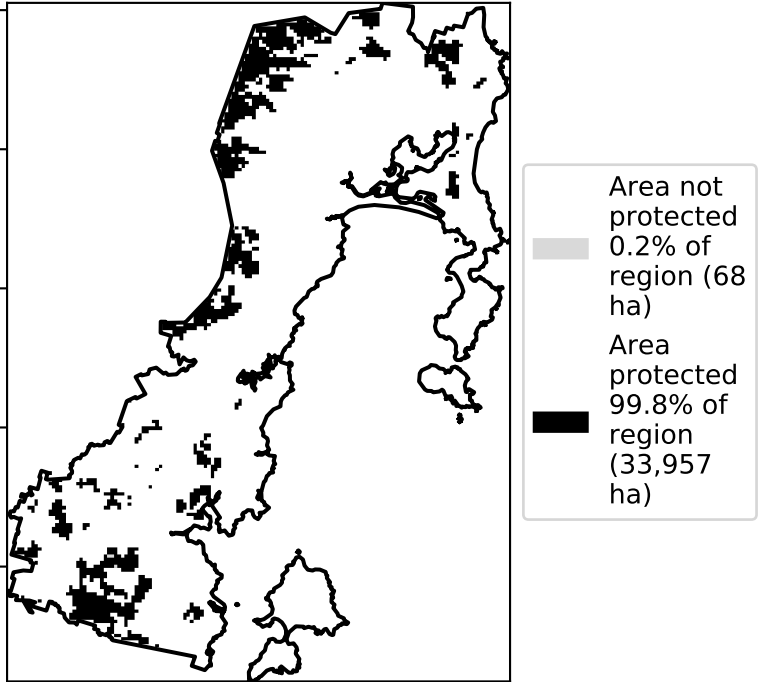 Area not
protected
0.2% of
region (68
ha)
Area
protected
99.8% of
region
(33,957
ha)